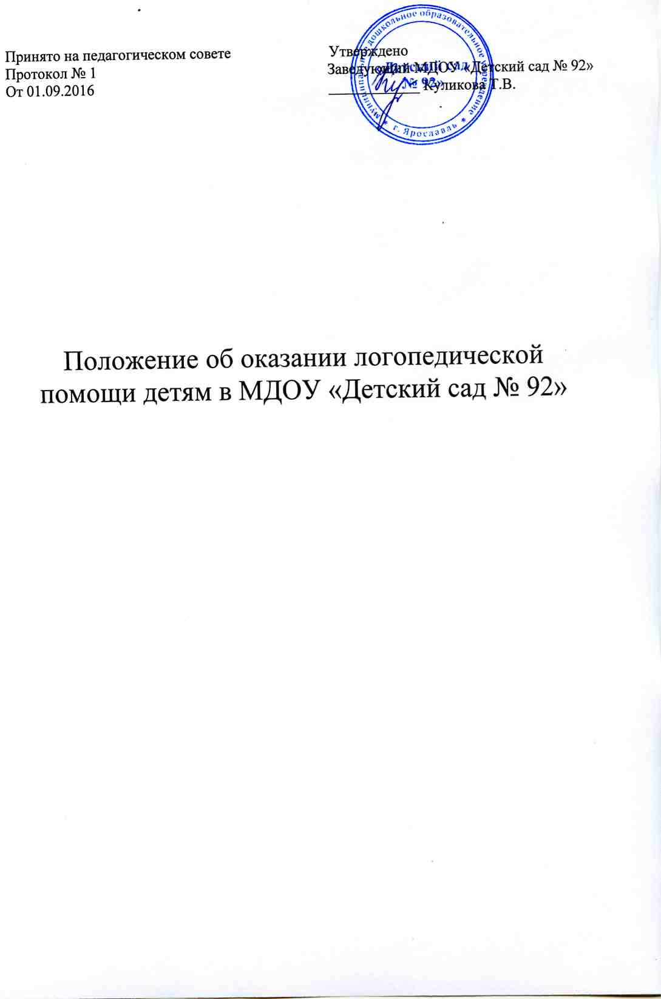 Принято на педагогическом совете
Протокол № 1
От 01.09.2016
Утверждено
Заведующий МДОУ «Детский сад № 92»
____________ Куликова Т.В.
муниципальное дошкольное образовательное учреждение
«Детский сад
№ 92»
* г. Ярославль *
Положение об оказании логопедической
помощи детям в МДОУ «Детский сад № 92»